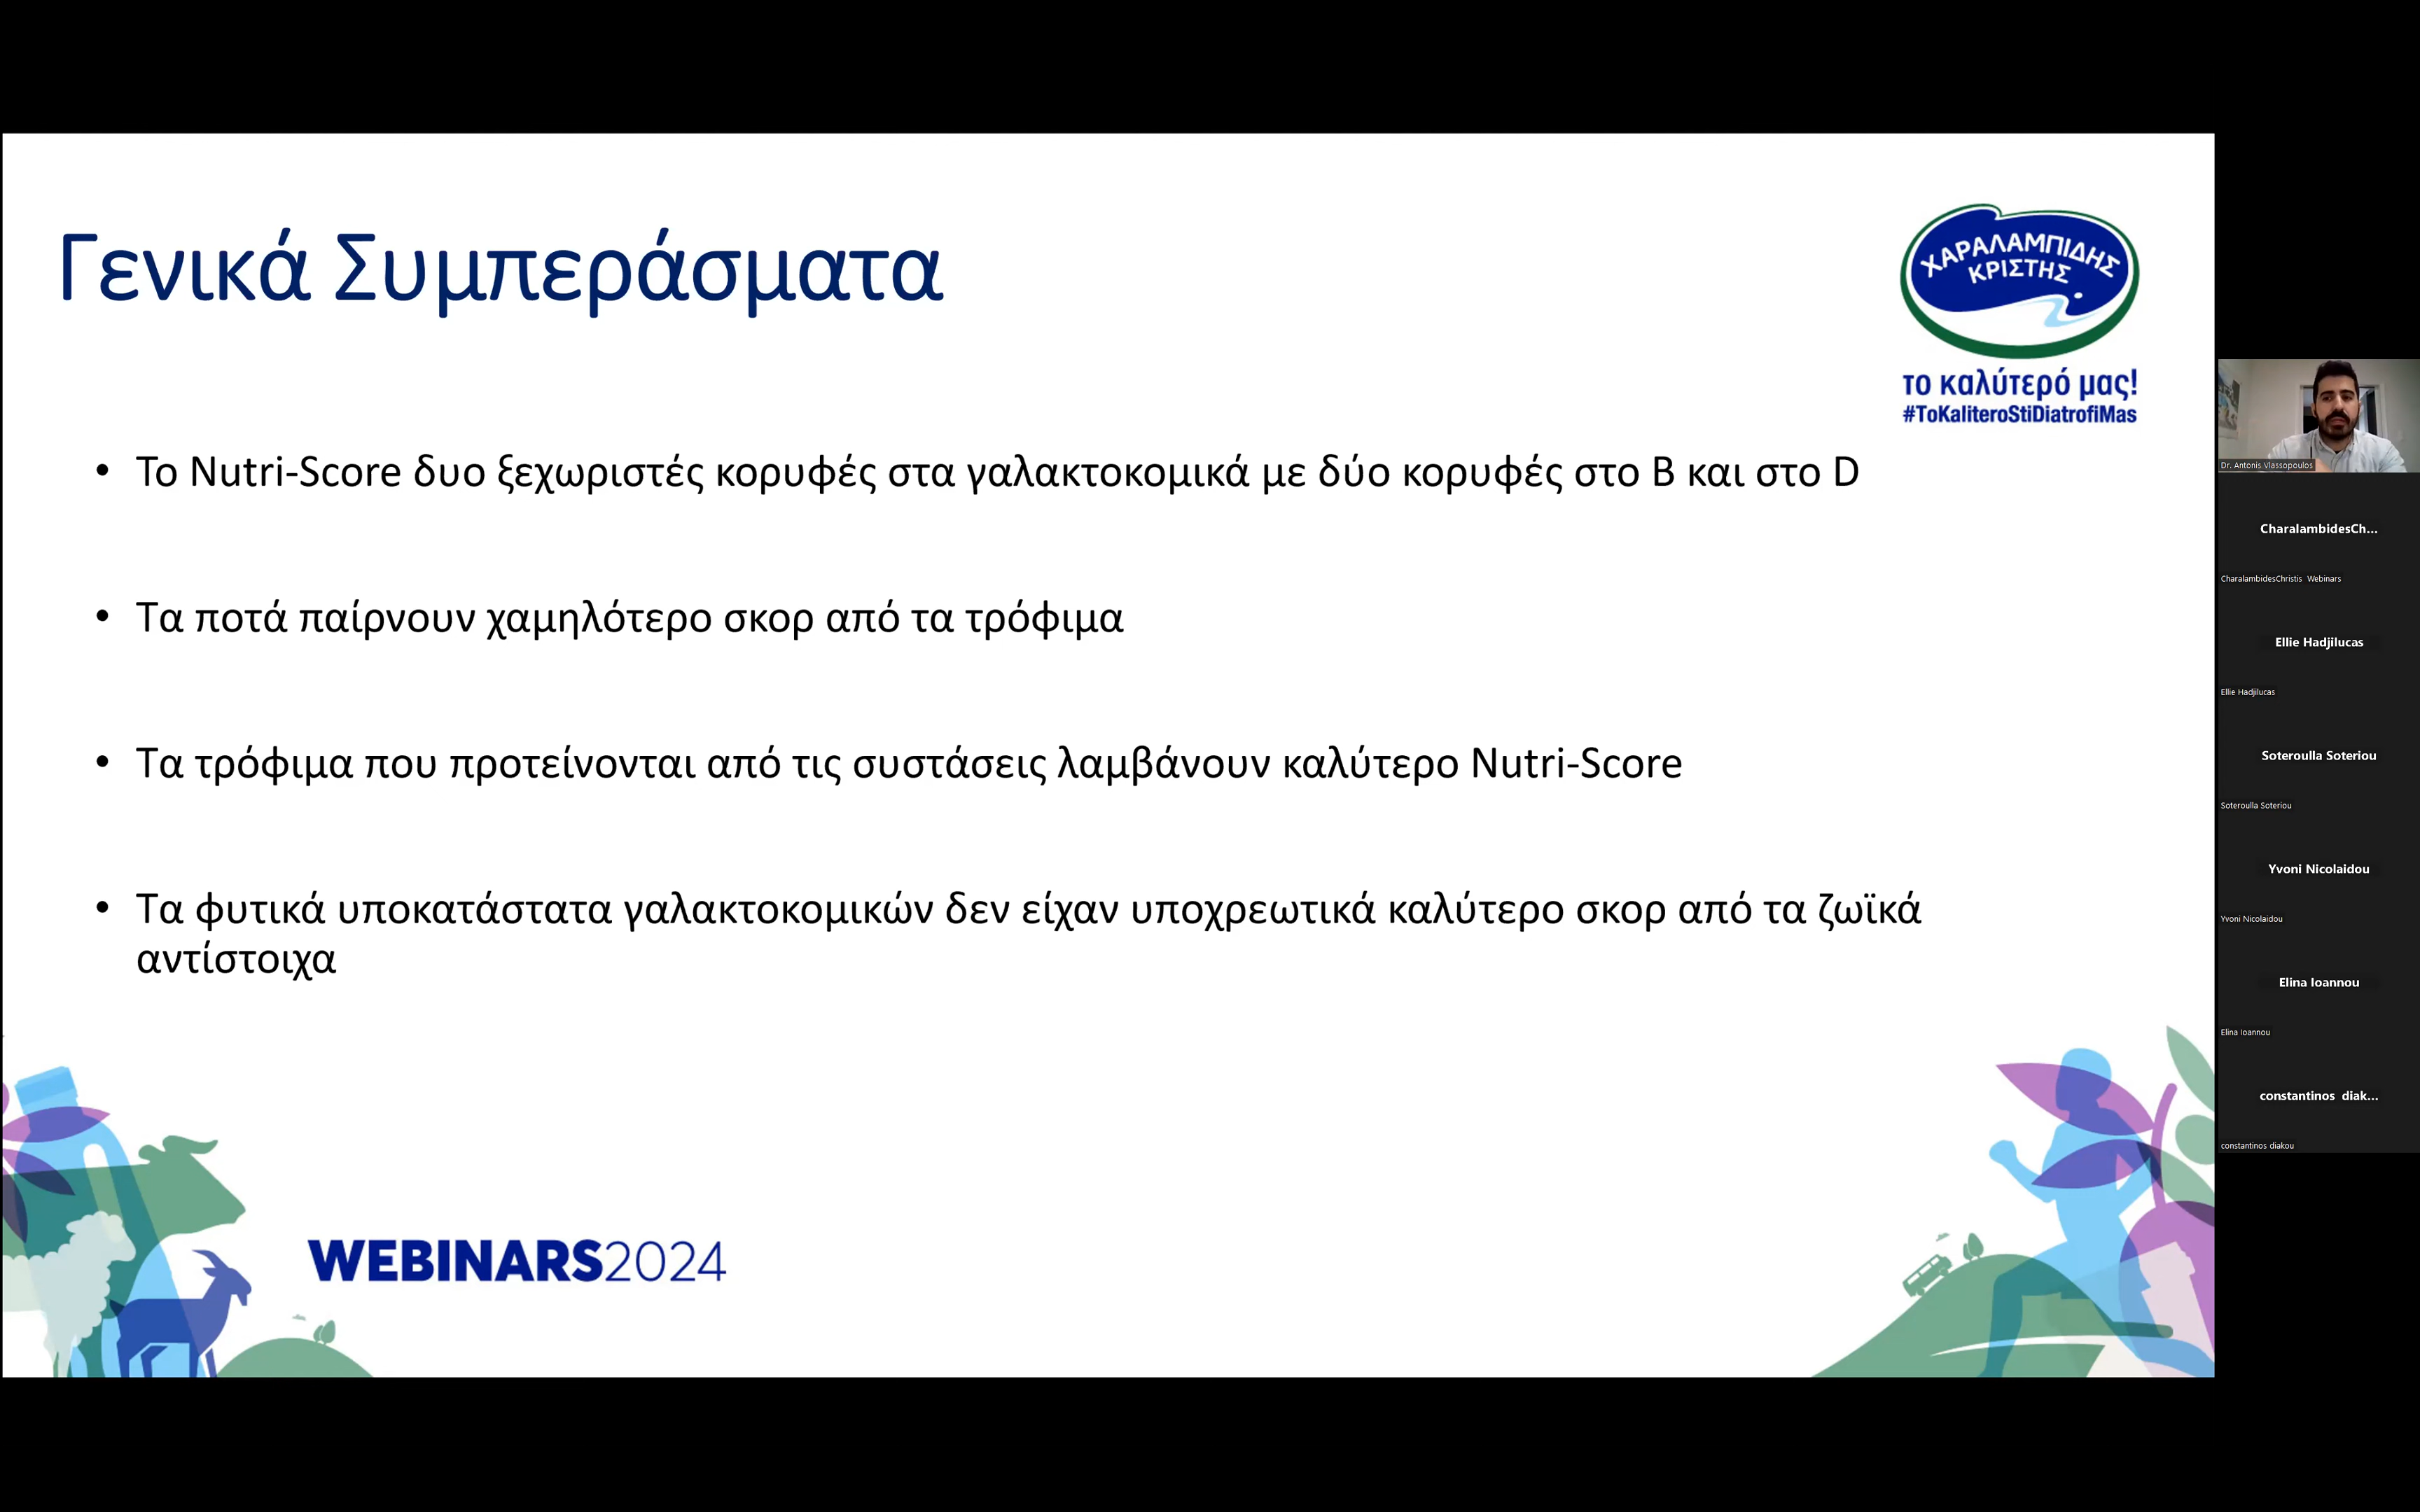 Γενικά Συμπεράσματα
ΧΑΡΑΛΑΜΠΙΔΗΣ
ΚΡΙΣΤΗΣ
το καλύτερό μας!
#ToKaliteroStiDiatrofiMas
• Το Nutri-Score δυο ξεχωριστές κορυφές στα γαλακτοκομικά με δύο κορυφές στο B και στο D
• Τα ποτά παίρνουν χαμηλότερο σκορ από τα τρόφιμα
• Τα τρόφιμα που προτείνονται από τις συστάσεις λαμβάνουν καλύτερο Nutri-Score
• Τα φυτικά υποκατάστατα γαλακτοκομικών δεν είχαν υποχρεωτικά καλύτερο σκορ από τα ζωϊκά
αντίστοιχα
WEBINARS2024
Dr. Antonis Vlassopoulos
CharalambidesCh...
CharalambidesChristis Webinars
Ellie Hadjilucas
Ellie Hadjilucas
Soteroulla Soteriou
Soteroulla Soteriou
Yvoni Nicolaidou
Yvoni Nicolaidou
Elina Ioannou
Elina Ioannou
constantinos diak...
constantinos diakou